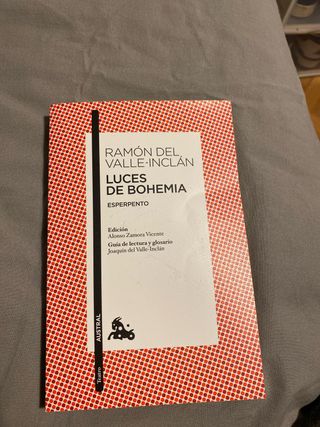 RAMÓN DEL
VALLE-INCLÁN
LUCES
DE BOHEMIA
ESPERPENTO
Edición
Alonso Zamora Vicente
Guía de lectura y glosario
Joaquín del Valle-Inclán
AUSTRAL
Teatro